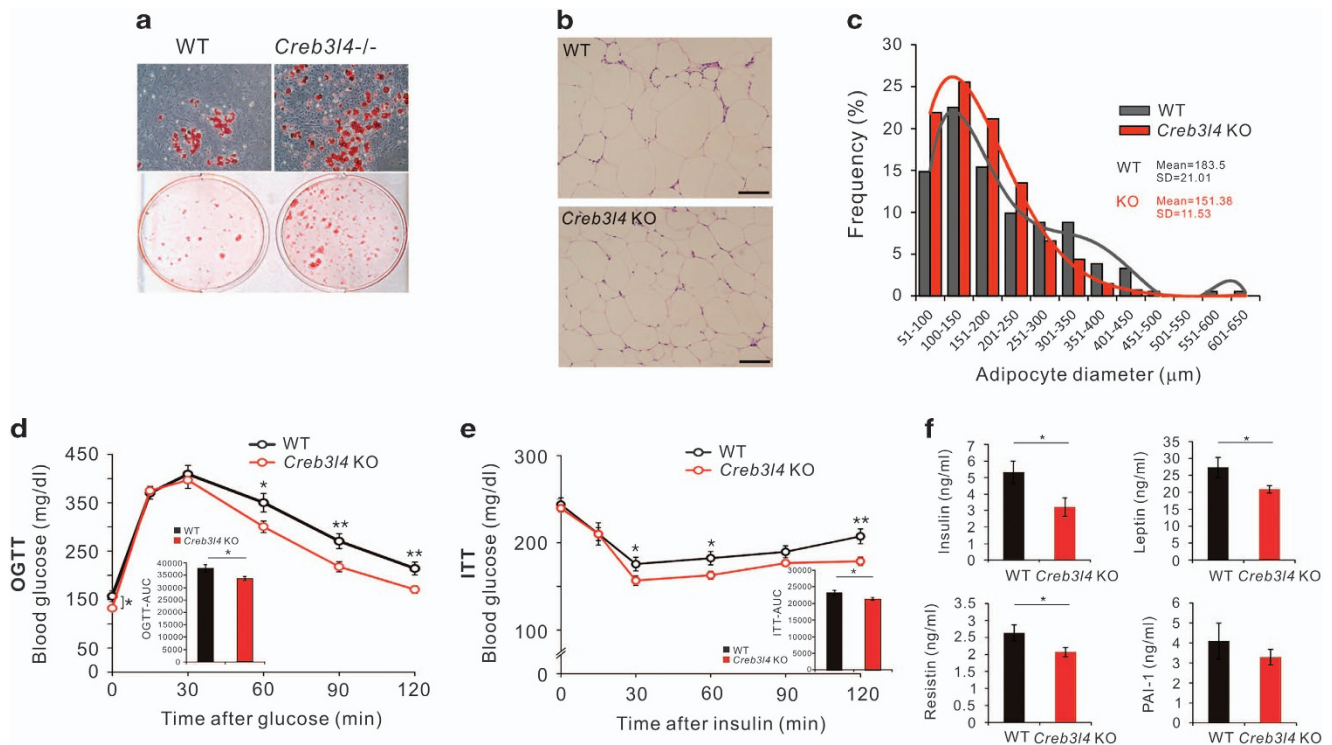 a
WT
Creb3l4-/-
b
WT
Creb3l4 KO
c
30
25
20
15
10
5
0
Frequency (%)
WT
Creb3l4 KO
WT
Mean=183.5
SD=21.01
KO
Mean=151.38
SD=11.53
51-100
100-150
151-200
201-250
251-300
301-350
351-400
401-450
451-500
501-550
551-600
601-650
Adipocyte diameter (μm)
d
OGTT
Blood glucose (mg/dl)
450
350
250
150
50
0
WT
Creb3l4 KO
*
*
**
**
WT
Creb3l4 KO
*
OGTT-AUC
40000
35000
30000
25000
20000
15000
10000
5000
0
0
30
60
90
120
Time after glucose (min)
e
ITT
Blood glucose (mg/dl)
300
200
100
0
WT
Creb3l4 KO
*
*
**
*
ITT-AUC
30000
25000
20000
15000
10000
5000
0
WT
Creb3l4 KO
0
30
60
90
120
Time after insulin (min)
f
Insulin (ng/ml)
6
5
4
3
2
1
0
*
WT Creb3l4 KO
Leptin (ng/ml)
35
30
25
20
15
10
5
0
*
WT Creb3l4 KO
Resistin (ng/ml)
3.5
3
2.5
2
1.5
1
0.5
0
*
WT Creb3l4 KO
PAI-1 (ng/ml)
6
5
4
3
2
1
0
WT Creb3l4 KO